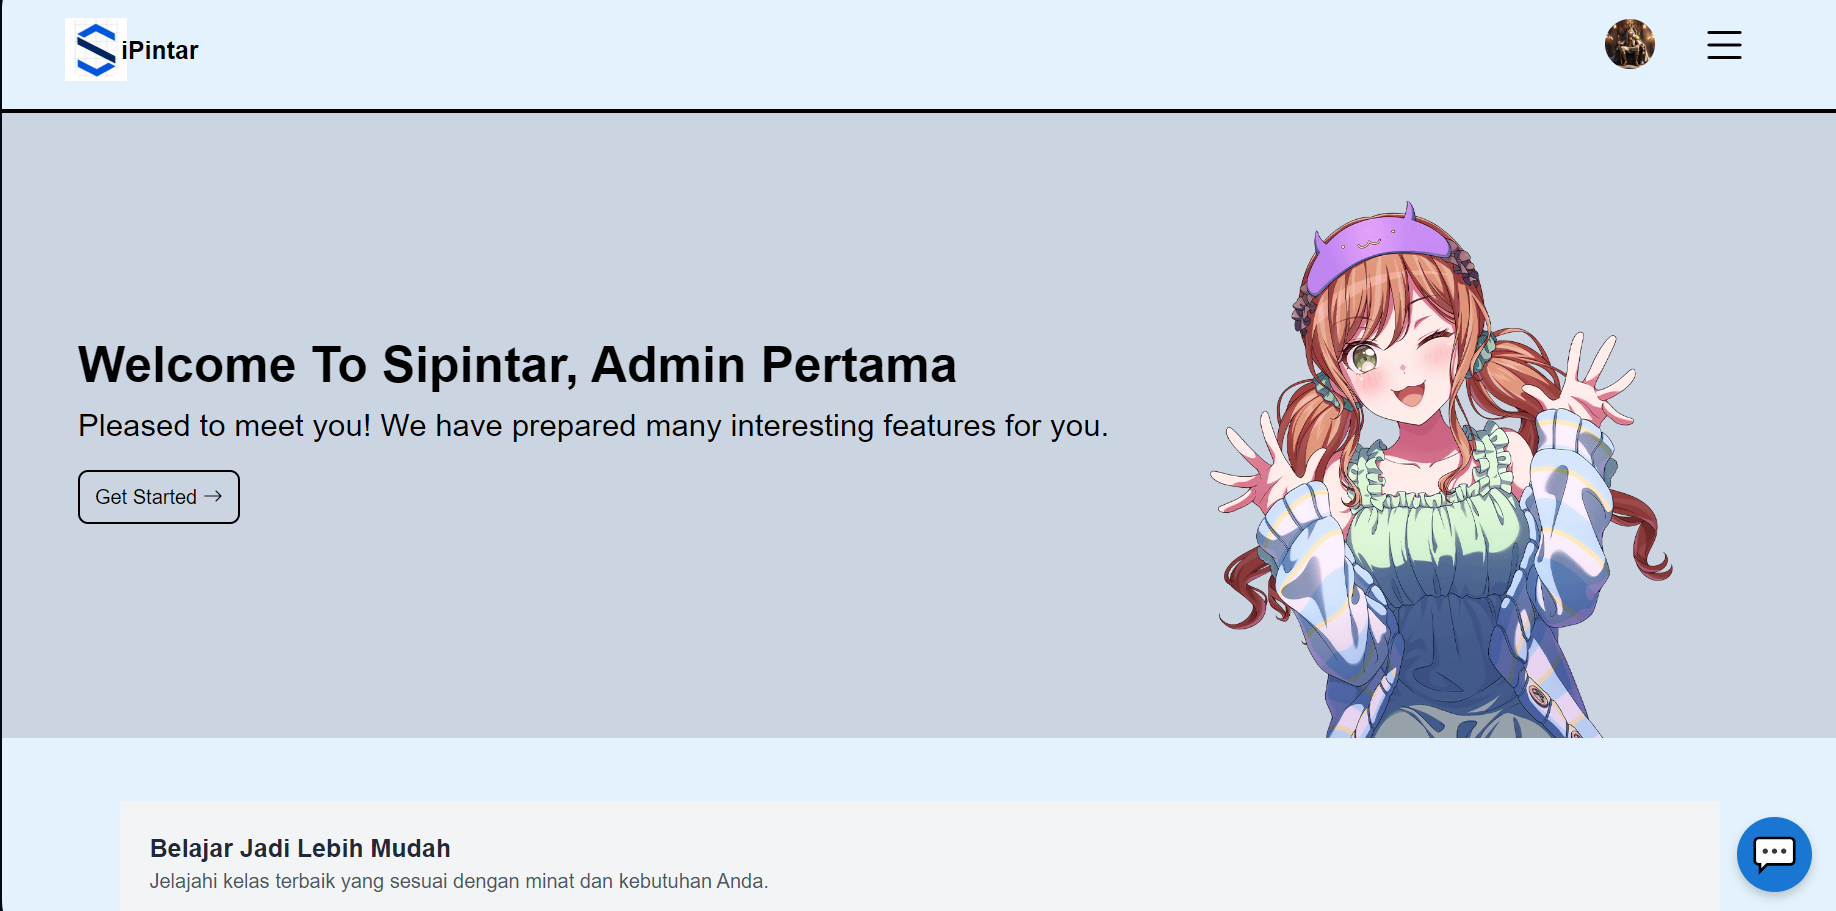 iPintar
Welcome To Sipintar, Admin Pertama
Pleased to meet you! We have prepared many interesting features for you.
Get Started →
Belajar Jadi Lebih Mudah
Jelajahi kelas terbaik yang sesuai dengan minat dan kebutuhan Anda.